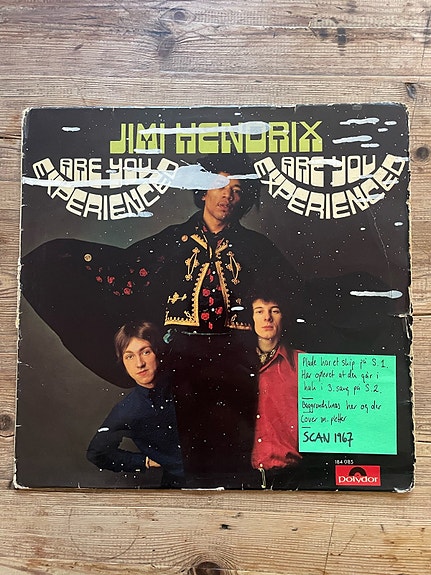 JIMI HENDRIX
ARE YOU
EXPERIENCED
ARE YOU
EXPERIENCED
Plade har et skip på S.1.
Har oplevet at den går i
hak i 3. sang på S.2.
Baggrundsknas her og der
Cover m. pletter
SCAN 1967
184 085
polydor